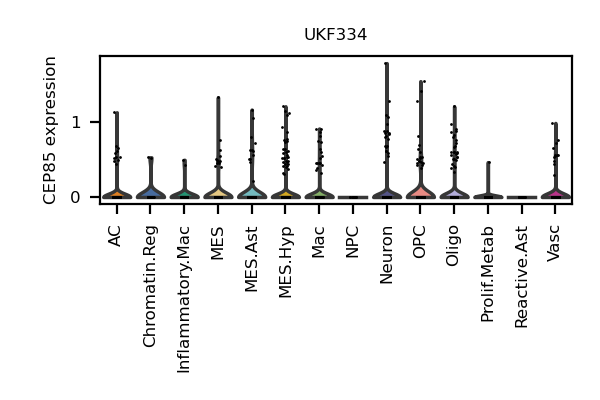 UKF334
CEP85 expression
1
0
AC
Chromatin.Reg
Inflammatory.Mac
MES
MES.Ast
MES.Hyp
Mac
NPC
Neuron
OPC
Oligo
Prolif.Metab
Reactive.Ast
Vasc